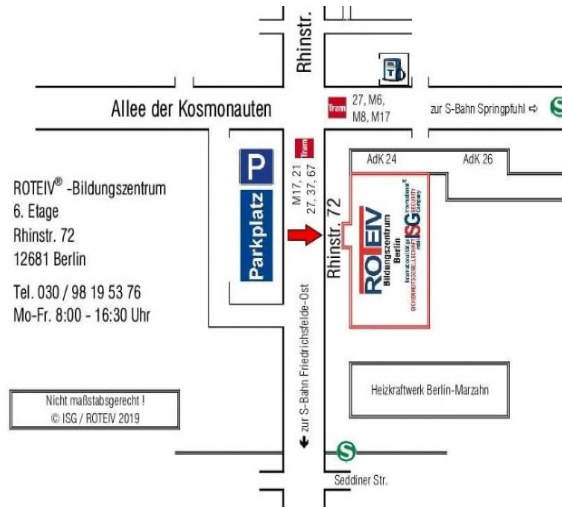 Rhinstr.
Allee der Kosmonauten
Tram
27, M6,
M8, M17
zur S-Bahn Springpfuhl ⇨
S
Tram
M17, 21
27, 37, 67
P
Parkplatz
AdK 24
AdK 26
ROTEIV® -Bildungszentrum
6. Etage
Rhinstr. 72
12681 Berlin
Tel. 030 / 98 19 53 76
Mo-Fr. 8:00 - 16:30 Uhr
Rhinstr. 72
ROTEIV
Bildungszentrum
Berlin
ISG
← zur S-Bahn Friedrichsfelde-Ost
Heizkraftwerk Berlin-Marzahn
Nicht maßstabsgerecht !
© ISG / ROTEIV 2019
S
Seddiner Str.